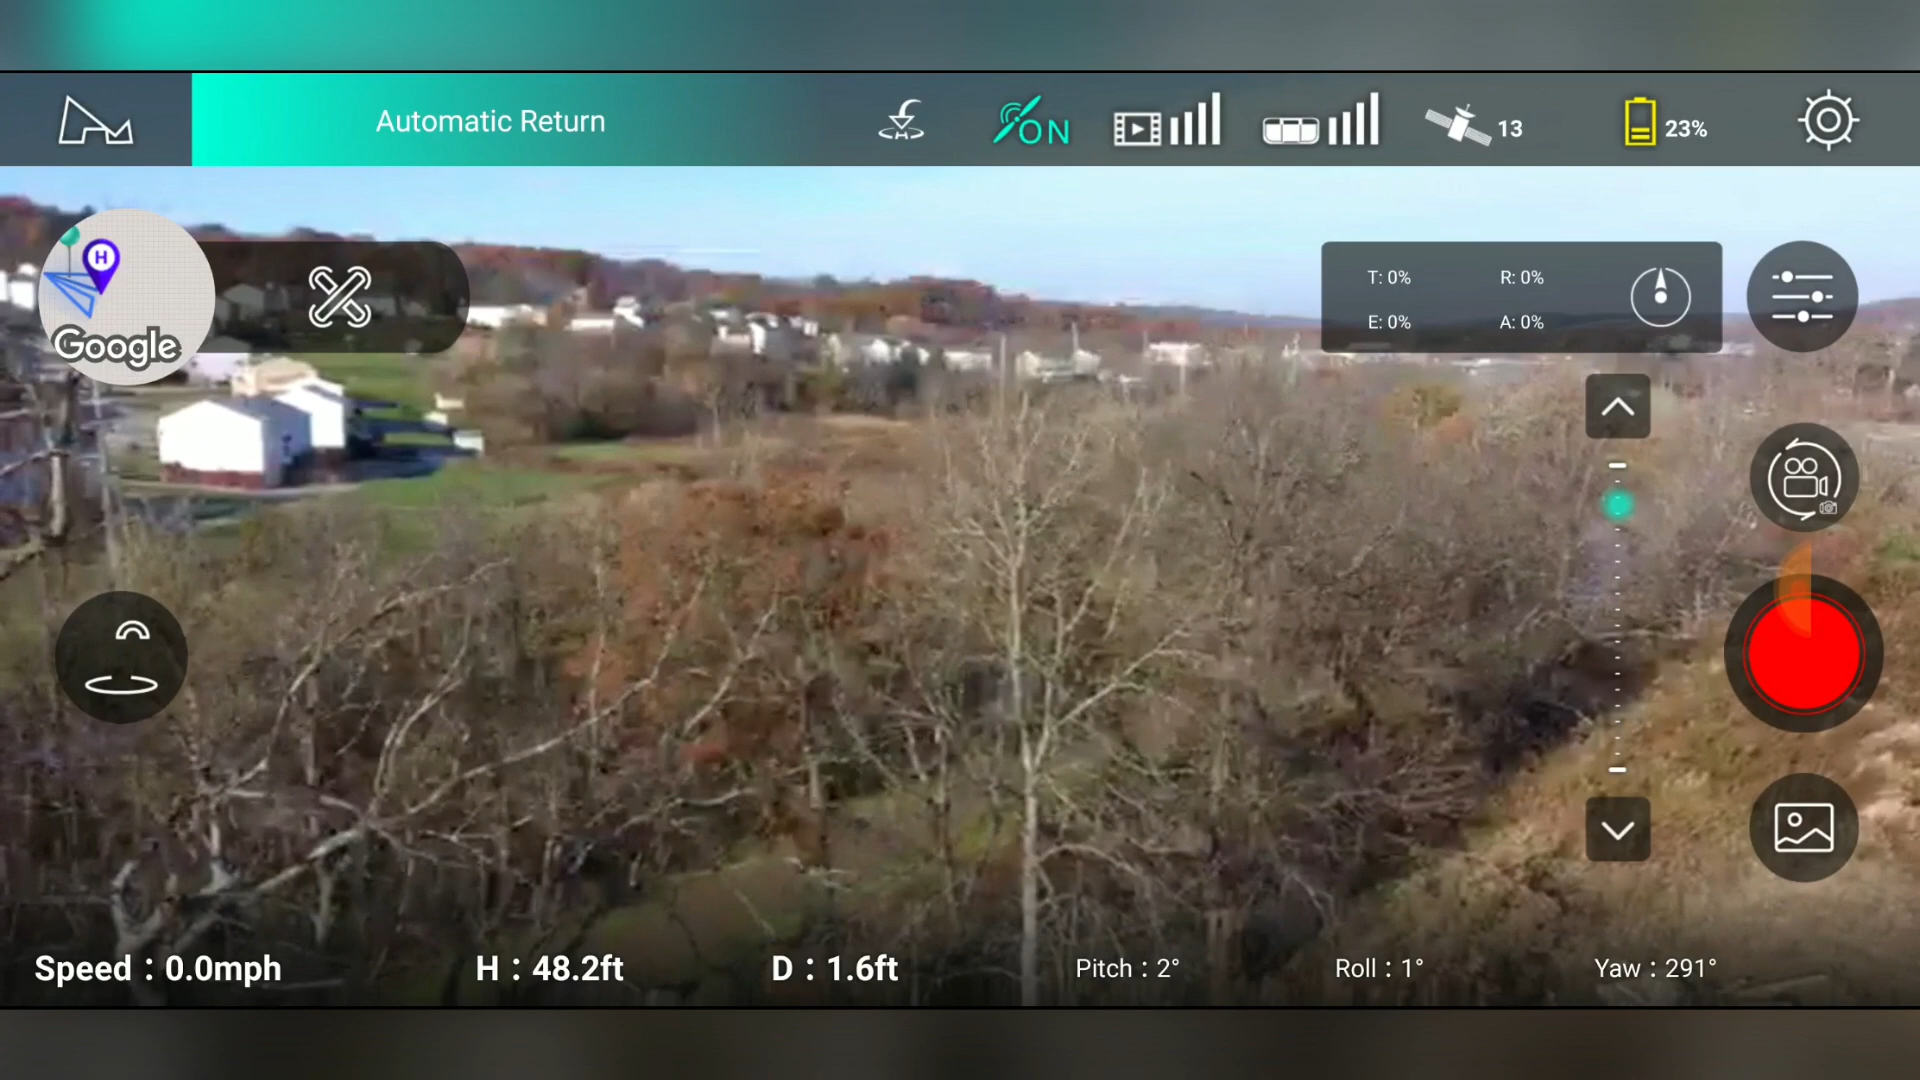 Automatic Return
ON
13
23%
H
Google
T: 0%
R: 0%
E: 0%
A: 0%
Speed : 0.0mph
H : 48.2ft
D : 1.6ft
Pitch : 2°
Roll : 1°
Yaw : 291°